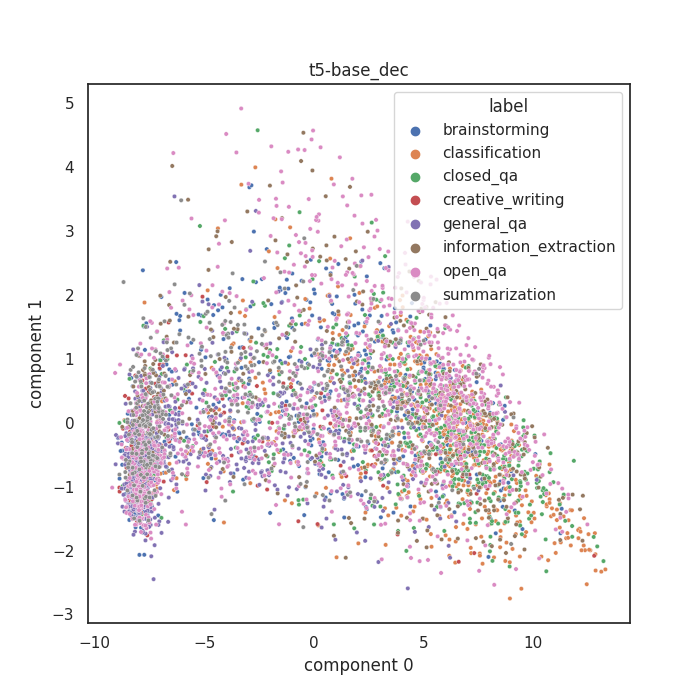 t5-base_dec
label
brainstorming
classification
closed_qa
creative_writing
general_qa
information_extraction
open_qa
summarization
5
4
3
2
1
0
−1
−2
−3
component 1
−10 −5 0 5 10
component 0